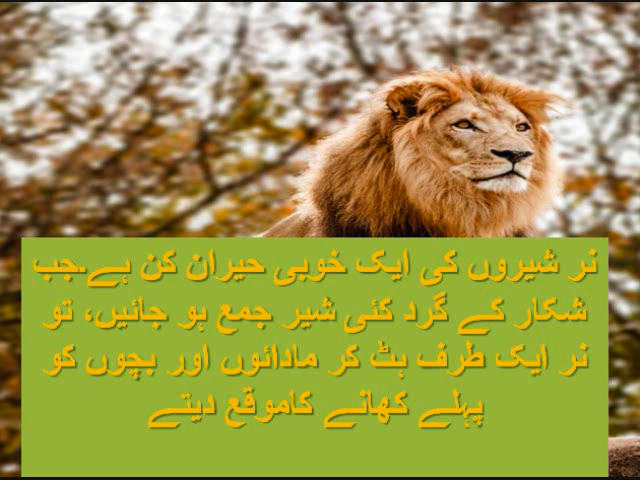 نر شیروں کی ایک خوبی حیران کن ہے۔جب
شکار کے گرد کئی شیر جمع ہو جائیں، تو
نر ایک طرف ہٹ کر مادائوں اور بچوں کو
پہلے کھانے کاموقع دیتے